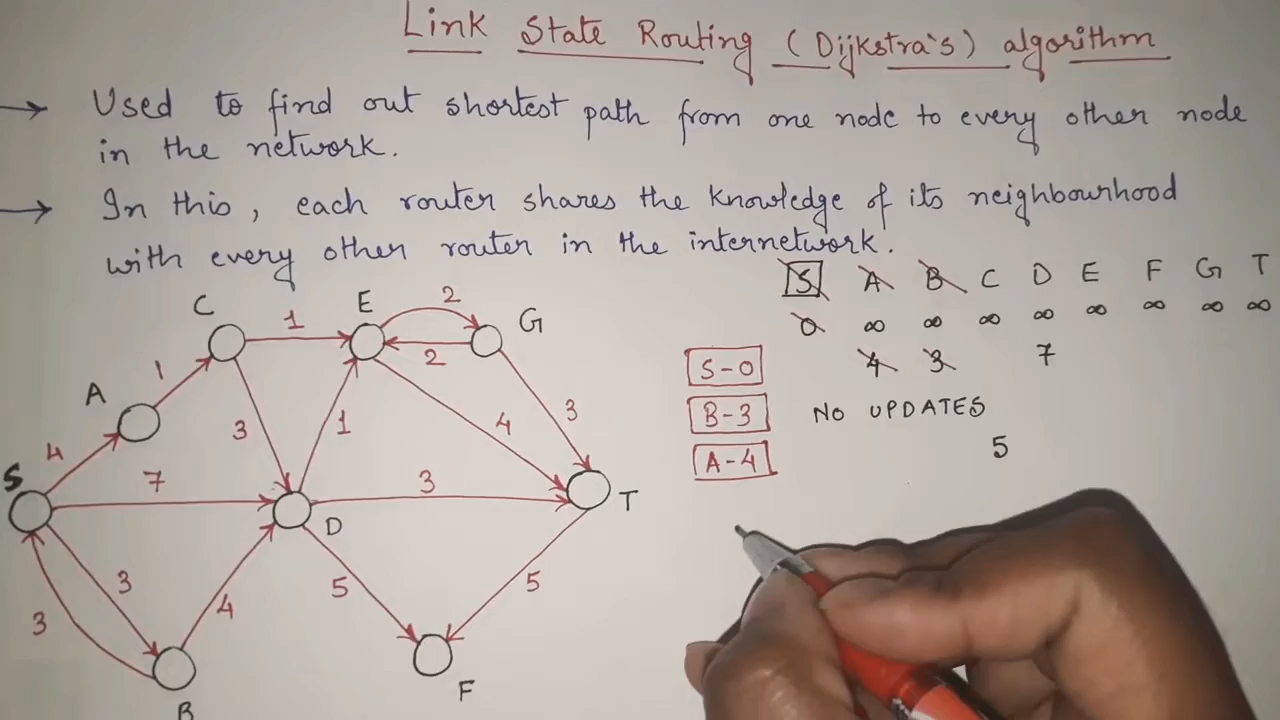 Link State Routing (Dijkstra's) algorithm
→ Used to find out shortest path from one node to every other node
in the network.
→ In this, each router shares the knowledge of its neighbourhood
with every other router in the internetwork.
S A B C D E F G T
0 ∞ ∞ ∞ ∞ ∞ ∞ ∞ ∞
S-0 4 3 7
B-3 NO UPDATES
A-4 5
C E 2 G
1
2
A 1
4 3 1 4 3
S 7 3
D T
3 5 5
3 4
B F